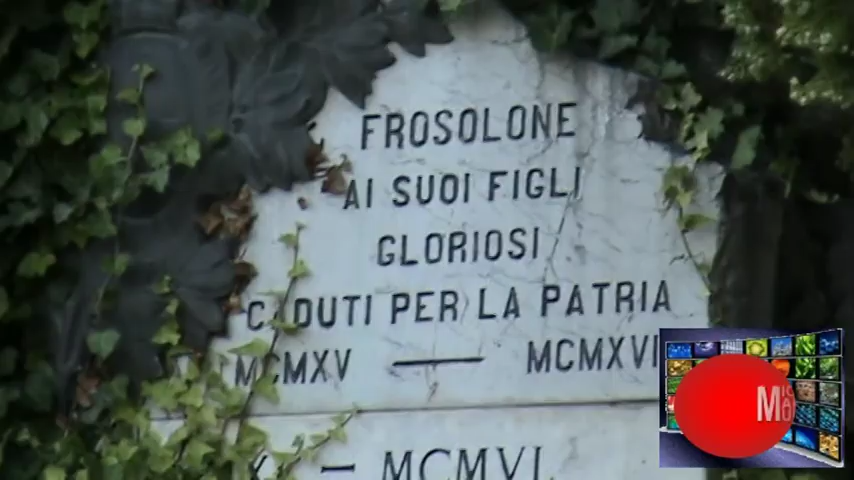 FROSOLONE
AI SUOI FIGLI
GLORIOSI
CADUTI PER LA PATRIA
MCMXV — MCMXVI
— MCMVI